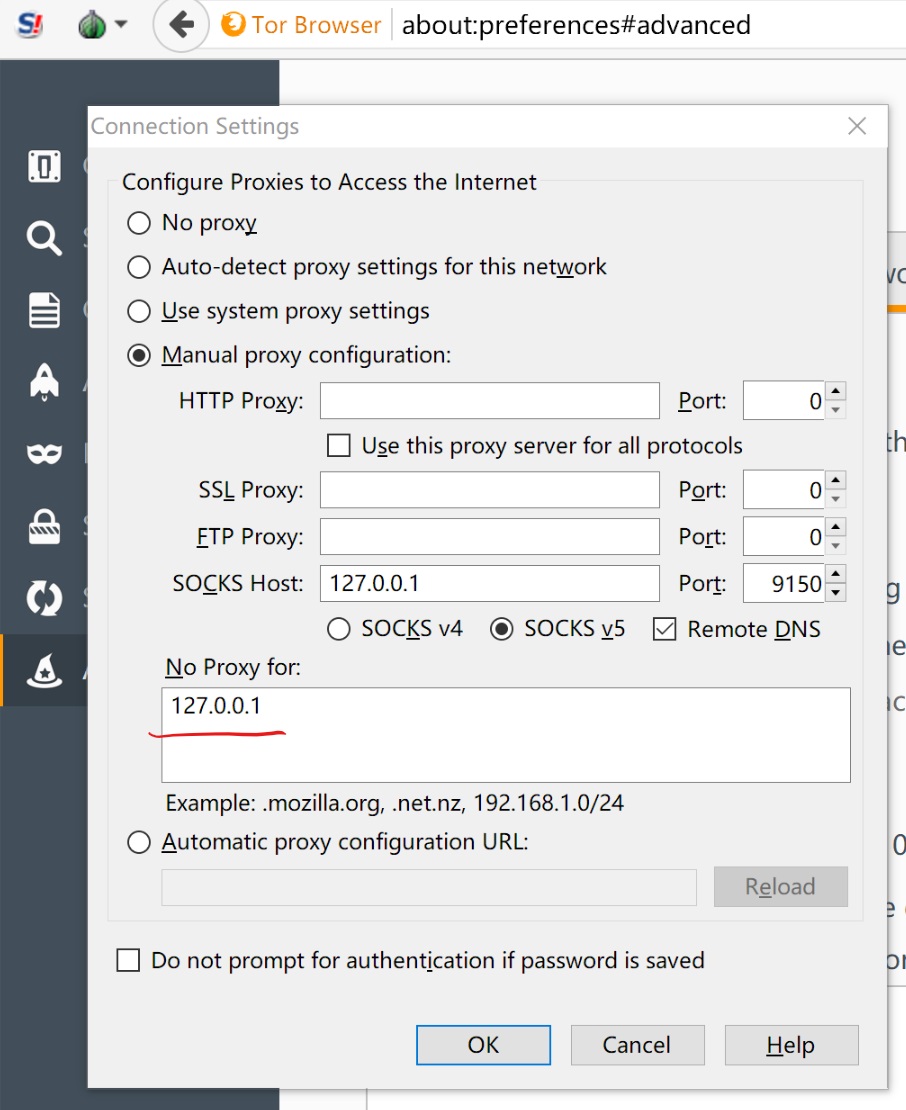 S!
Tor Browser about:preferences#advanced
Connection Settings
Configure Proxies to Access the Internet
No proxy
Auto-detect proxy settings for this network
Use system proxy settings
Manual proxy configuration:
HTTP Proxy: Port: 0
Use this proxy server for all protocols
SSL Proxy: Port: 0
FTP Proxy: Port: 0
SOCKS Host: 127.0.0.1 Port: 9150
SOCKS v4 SOCKS v5 Remote DNS
No Proxy for:
127.0.0.1
Example: .mozilla.org, .net.nz, 192.168.1.0/24
Automatic proxy configuration URL:
Reload
Do not prompt for authentication if password is saved
OK Cancel Help